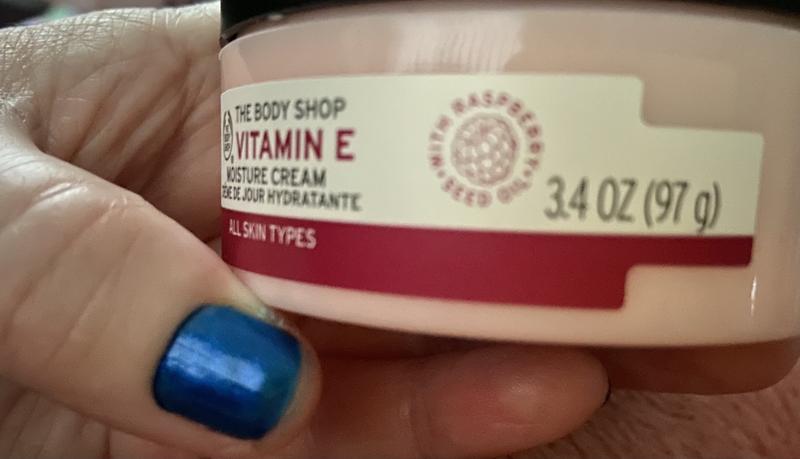 THE BODY SHOP
VITAMIN E
MOISTURE CREAM
CRÈME DE JOUR HYDRATANTE
ALL SKIN TYPES
WITH RASPBERRY
SEED OIL
3.4 OZ (97 g)